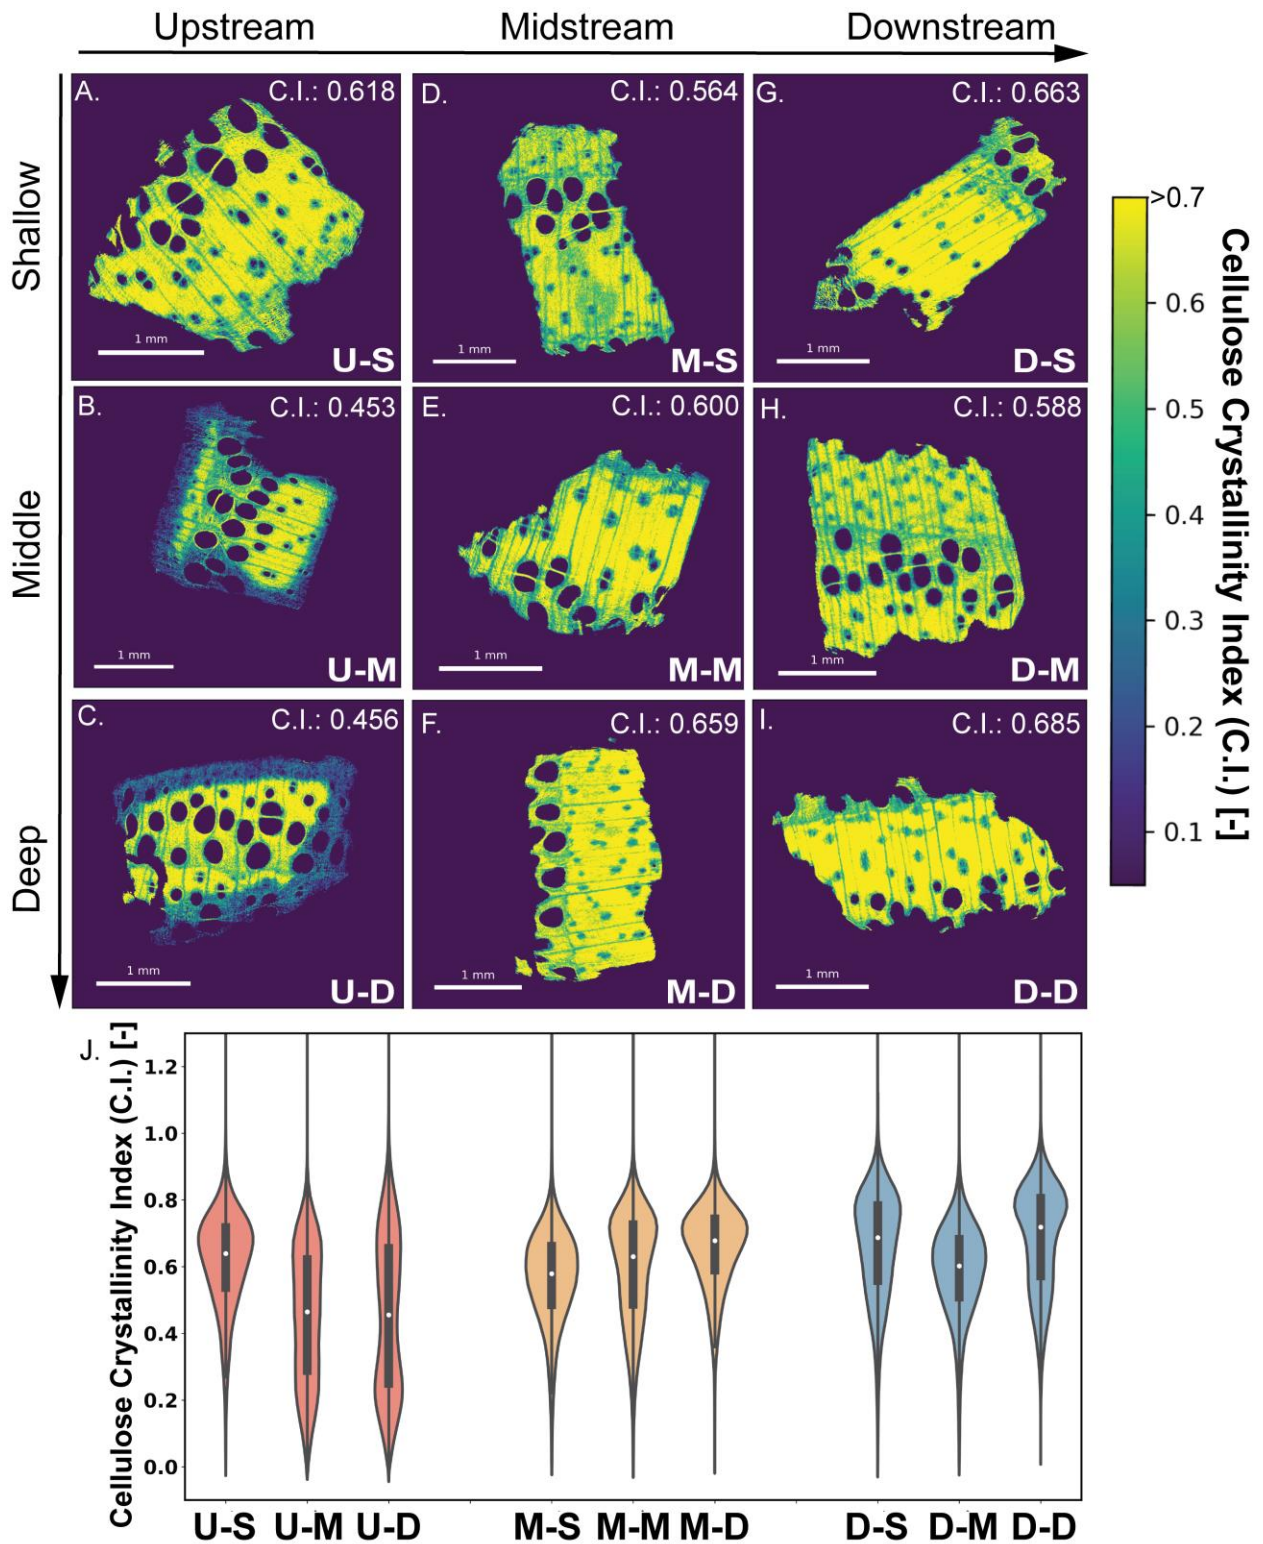 Upstream Midstream Downstream
Shallow
A. C.I.: 0.618
1 mm
U-S
D. C.I.: 0.564
1 mm
M-S
G. C.I.: 0.663
1 mm
D-S
Middle
B. C.I.: 0.453
1 mm
U-M
E. C.I.: 0.600
1 mm
M-M
H. C.I.: 0.588
1 mm
D-M
Deep
C. C.I.: 0.456
1 mm
U-D
F. C.I.: 0.659
1 mm
M-D
I. C.I.: 0.685
1 mm
D-D
>0.7
0.6
0.5
0.4
0.3
0.2
0.1
Cellulose Crystallinity Index (C.I.) [-]
J.
Cellulose Crystallinity Index (C.I.) [-]
1.2
1.0
0.8
0.6
0.4
0.2
0.0
U-S U-M U-D M-S M-M M-D D-S D-M D-D